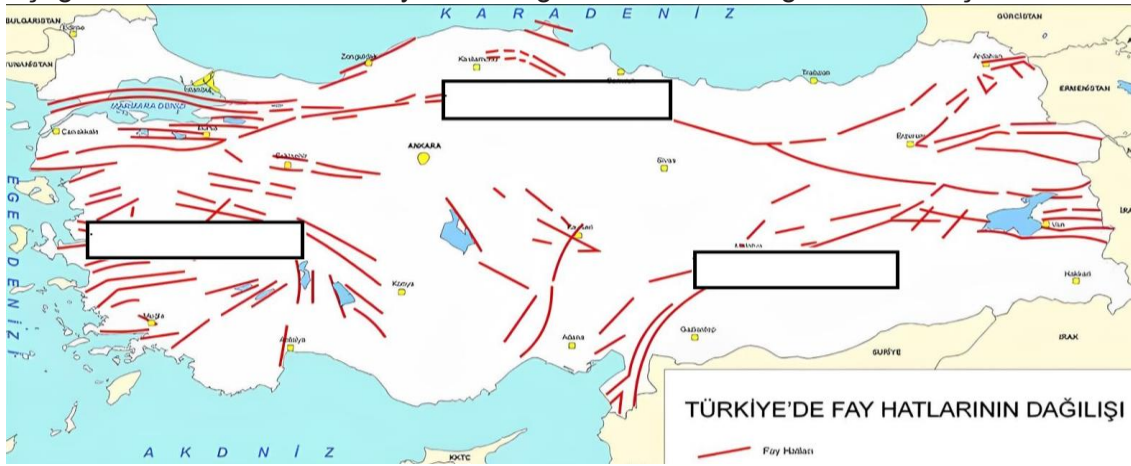 K A R A D E N İ Z
BULGARİSTAN
GÜRCİSTAN
Edirne
YUNANİSTAN
Zonguldak
Kastamonu
Ardahan
İstanbul
Trabzon
ERMENİSTAN
MARMARA DENİZİ
Çanakkale
Bursa
ANKARA
Erzurum
Eskişehir
Sivas
E G E D E N İ Z İ
Kayseri
Van
Malatya
Hakkari
Konya
Muğla
Gaziantep
Antalya
Adana
SURİYE
IRAK
TÜRKİYE'DE FAY HATLARININ DAĞILIŞI
Fay Hatları
A K D N İ Z
KKTC